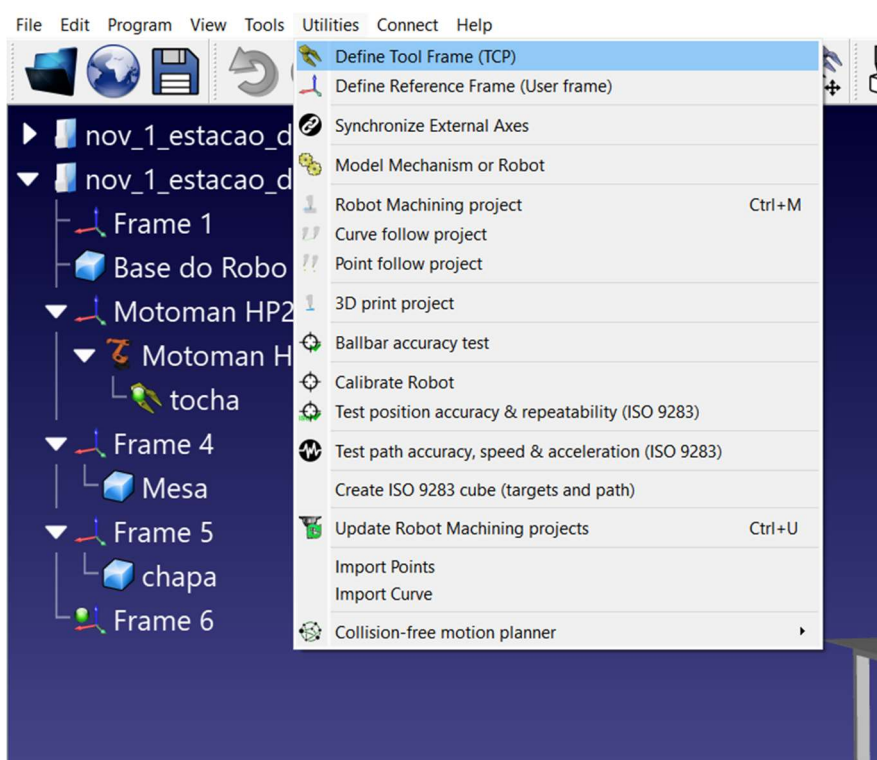 File Edit Program View Tools Utilities Connect Help
Define Tool Frame (TCP)
Define Reference Frame (User frame)
Synchronize External Axes
Model Mechanism or Robot
Robot Machining project Ctrl+M
Curve follow project
Point follow project
3D print project
Ballbar accuracy test
Calibrate Robot
Test position accuracy & repeatability (ISO 9283)
Test path accuracy, speed & acceleration (ISO 9283)
Create ISO 9283 cube (targets and path)
Update Robot Machining projects Ctrl+U
Import Points
Import Curve
Collision-free motion planner
nov_1_estacao_d
nov_1_estacao_d
Frame 1
Base do Robo
Motoman HP2
Motoman H
tocha
Frame 4
Mesa
Frame 5
chapa
Frame 6